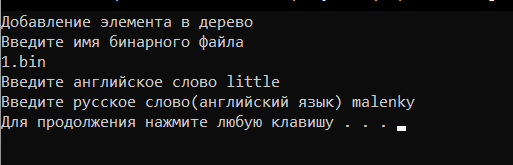 Добавление элемента в дерево
Введите имя бинарного файла
1.bin
Введите английское слово little
Введите русское слово(английский язык) malenky
Для продолжения нажмите любую клавишу . . .